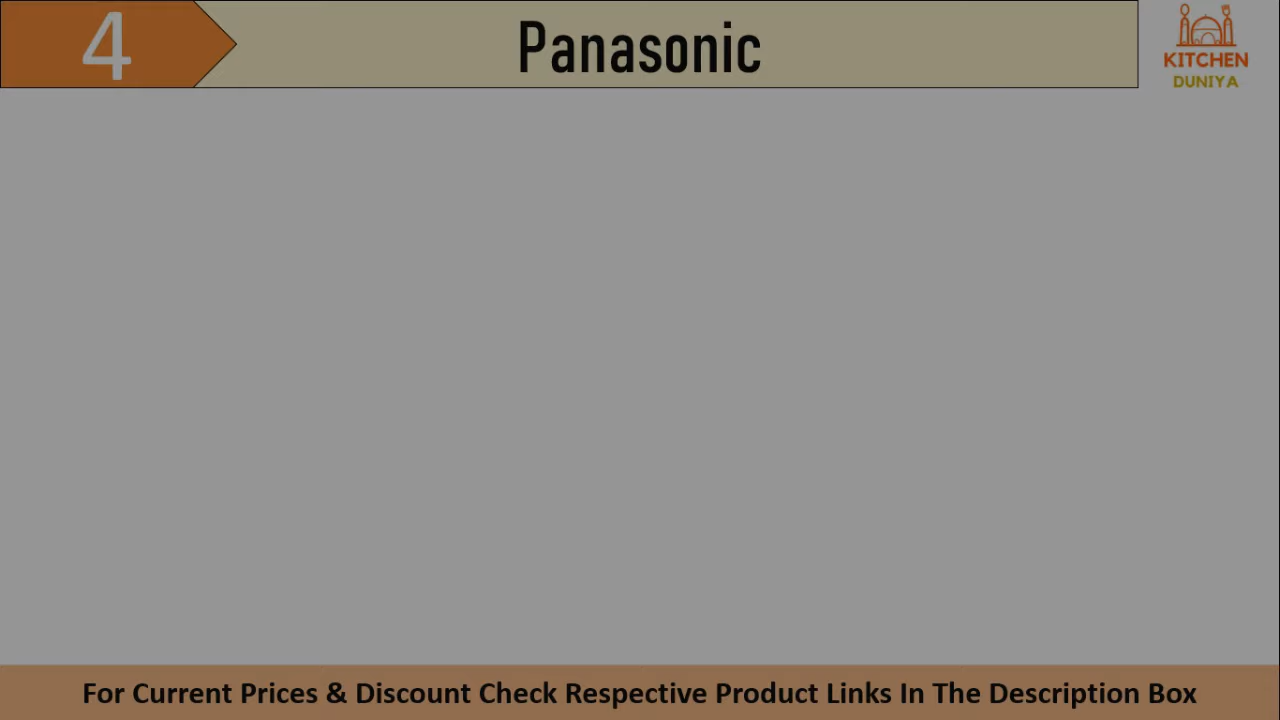 4
Panasonic
KITCHEN
DUNIYA
For Current Prices & Discount Check Respective Product Links In The Description Box